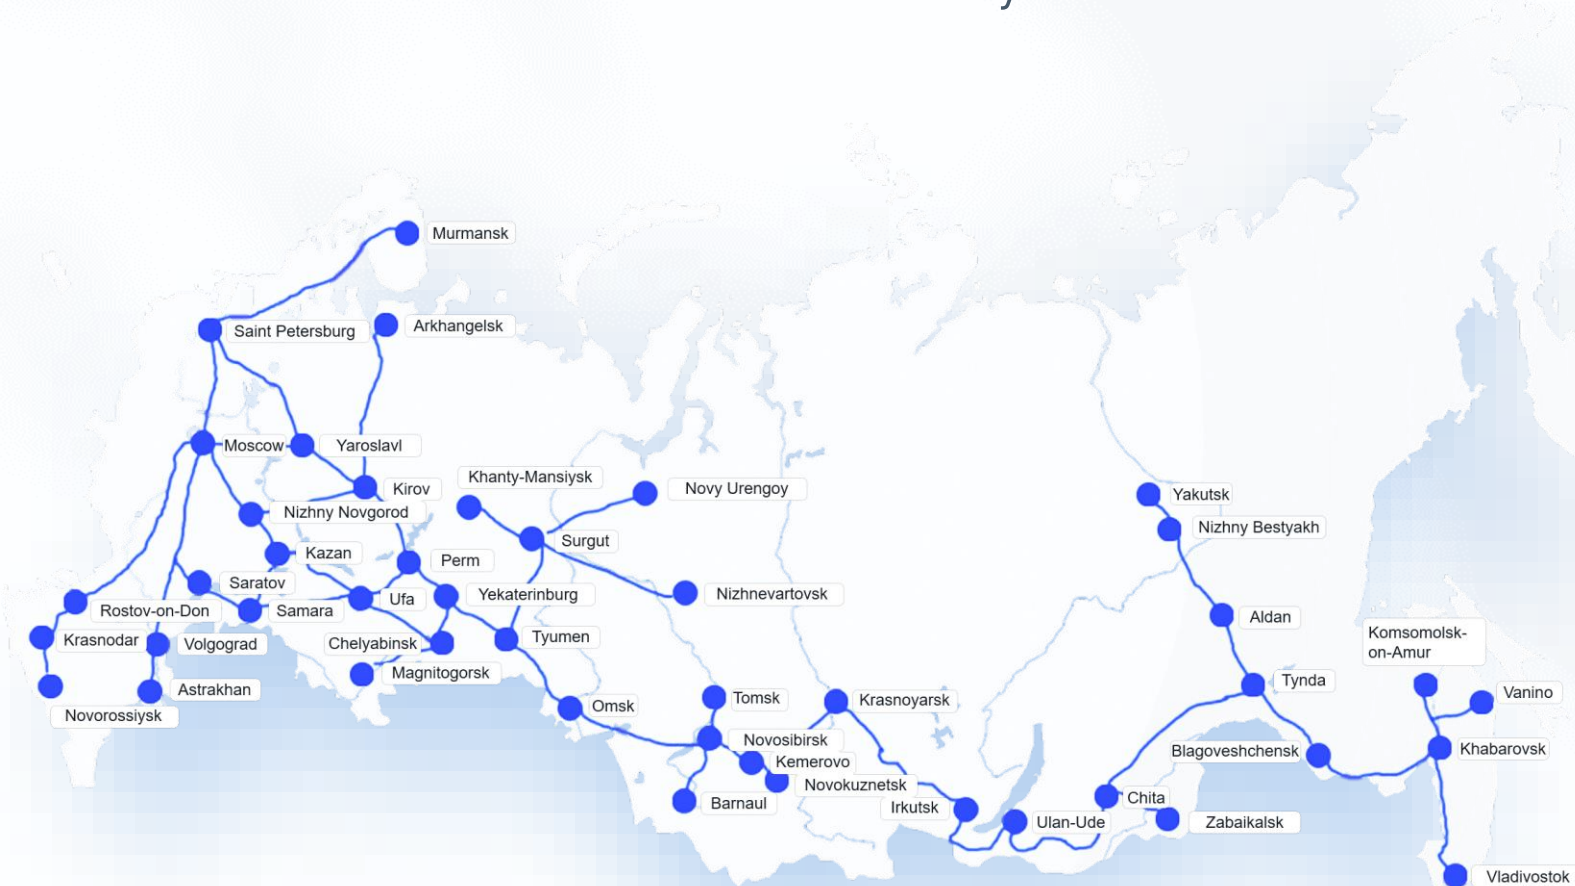 Murmansk
Saint Petersburg
Arkhangelsk
Moscow
Yaroslavl
Khanty-Mansiysk
Kirov
Novy Urengoy
Yakutsk
Nizhny Novgorod
Nizhny Bestyakh
Surgut
Kazan
Perm
Saratov
Yekaterinburg
Nizhnevartovsk
Ufa
Rostov-on-Don
Samara
Aldan
Komsomolsk-
on-Amur
Krasnodar
Volgograd
Chelyabinsk
Tyumen
Magnitogorsk
Tynda
Astrakhan
Vanino
Tomsk
Krasnoyarsk
Omsk
Novorossiysk
Novosibirsk
Blagoveshchensk
Khabarovsk
Kemerovo
Novokuznetsk
Barnaul
Irkutsk
Chita
Ulan-Ude
Zabaikalsk
Vladivostok